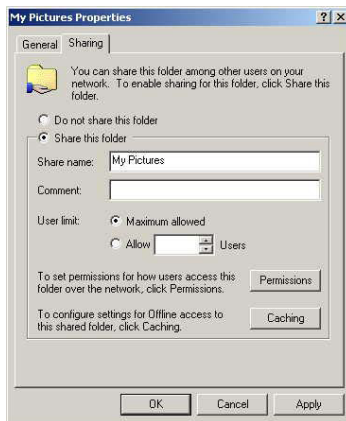 My Pictures Properties
General Sharing
You can share this folder among other users on your
network. To enable sharing for this folder, click Share this
folder.
Do not share this folder
Share this folder
Share name: My Pictures
Comment:
User limit: Maximum allowed
Allow Users
To set permissions for how users access this
folder over the network, click Permissions.
Permissions
To configure settings for Offline access to
this shared folder, click Caching.
Caching
OK Cancel Apply